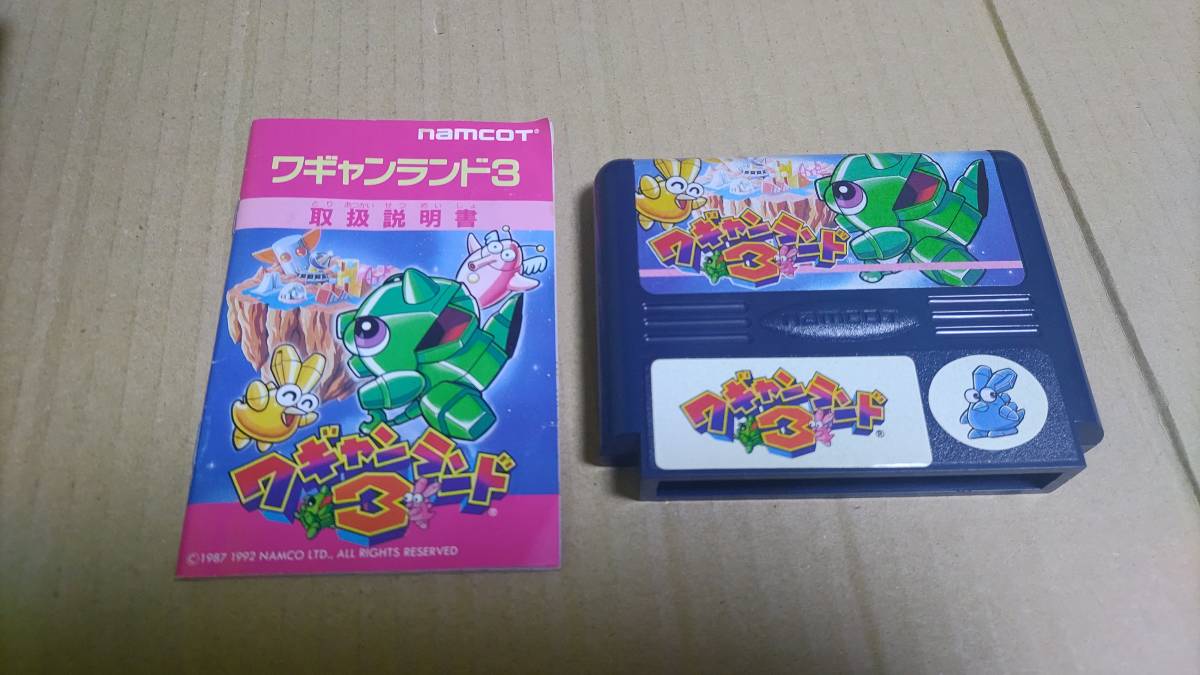 namcot®
ワギャンランド3
とりあつかいせつめいしょ
取扱説明書
ワギャンランド
3
®
©1987 1992 NAMCO LTD., ALL RIGHTS RESERVED
ワギャンランド
3
namcot
ワギャンランド
3
®